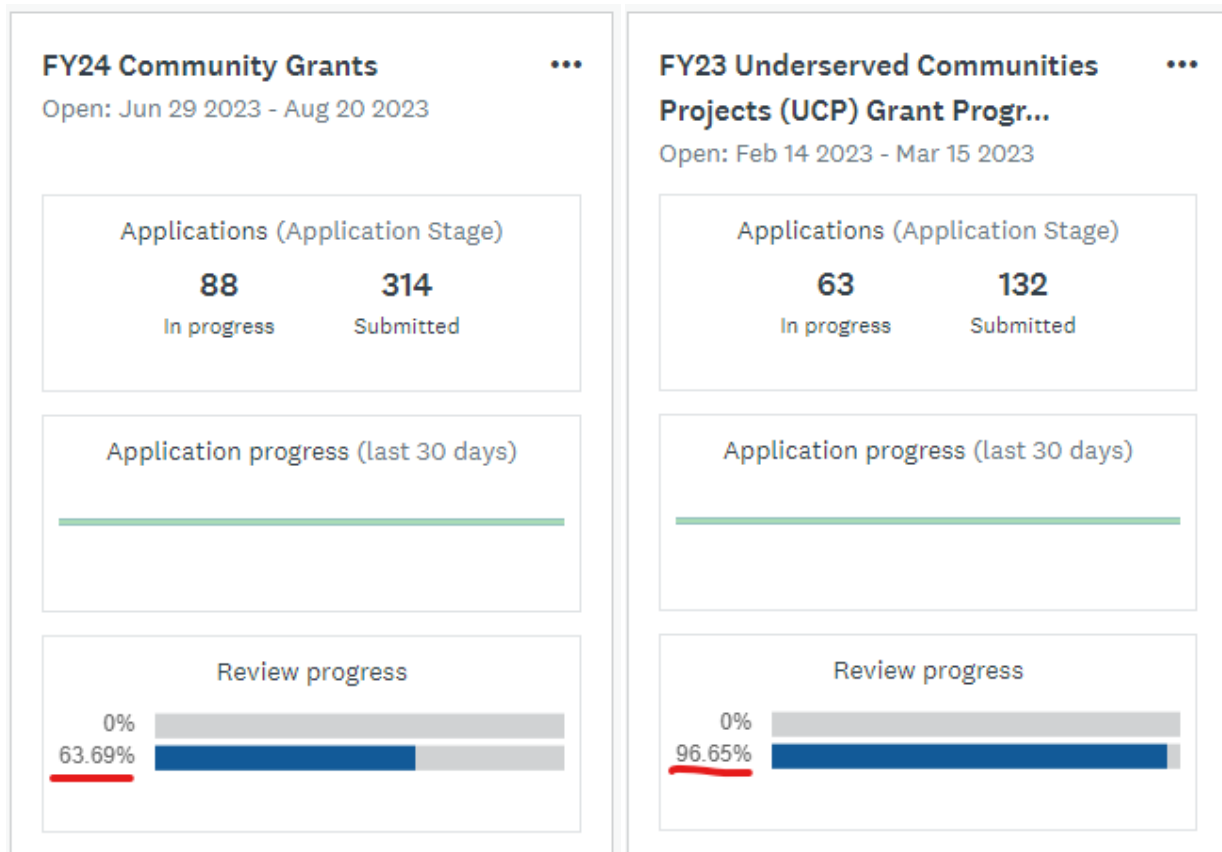 FY24 Community Grants
Open: Jun 29 2023 - Aug 20 2023
Applications (Application Stage)
88 314
In progress Submitted
Application progress (last 30 days)
Review progress
0%
63.69%
FY23 Underserved Communities
Projects (UCP) Grant Progr...
Open: Feb 14 2023 - Mar 15 2023
Applications (Application Stage)
63 132
In progress Submitted
Application progress (last 30 days)
Review progress
0%
96.65%